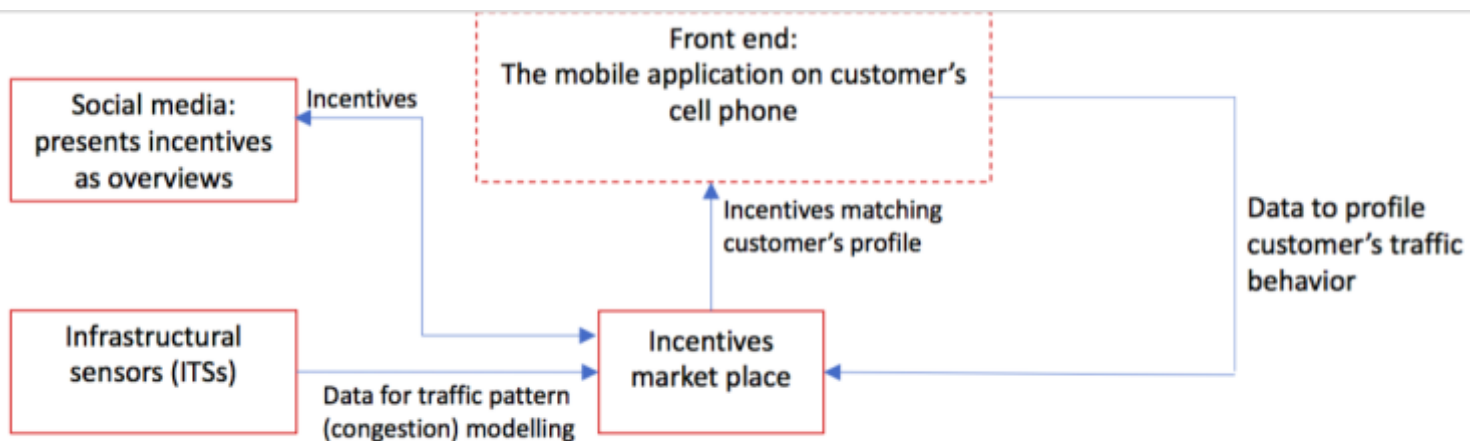 Front end:
The mobile application on customer's
cell phone
Social media:
presents incentives
as overviews
Incentives
Incentives matching
customer's profile
Data to profile
customer's traffic
behavior
Infrastructural
sensors (ITSs)
Data for traffic pattern
(congestion) modelling
Incentives
market place